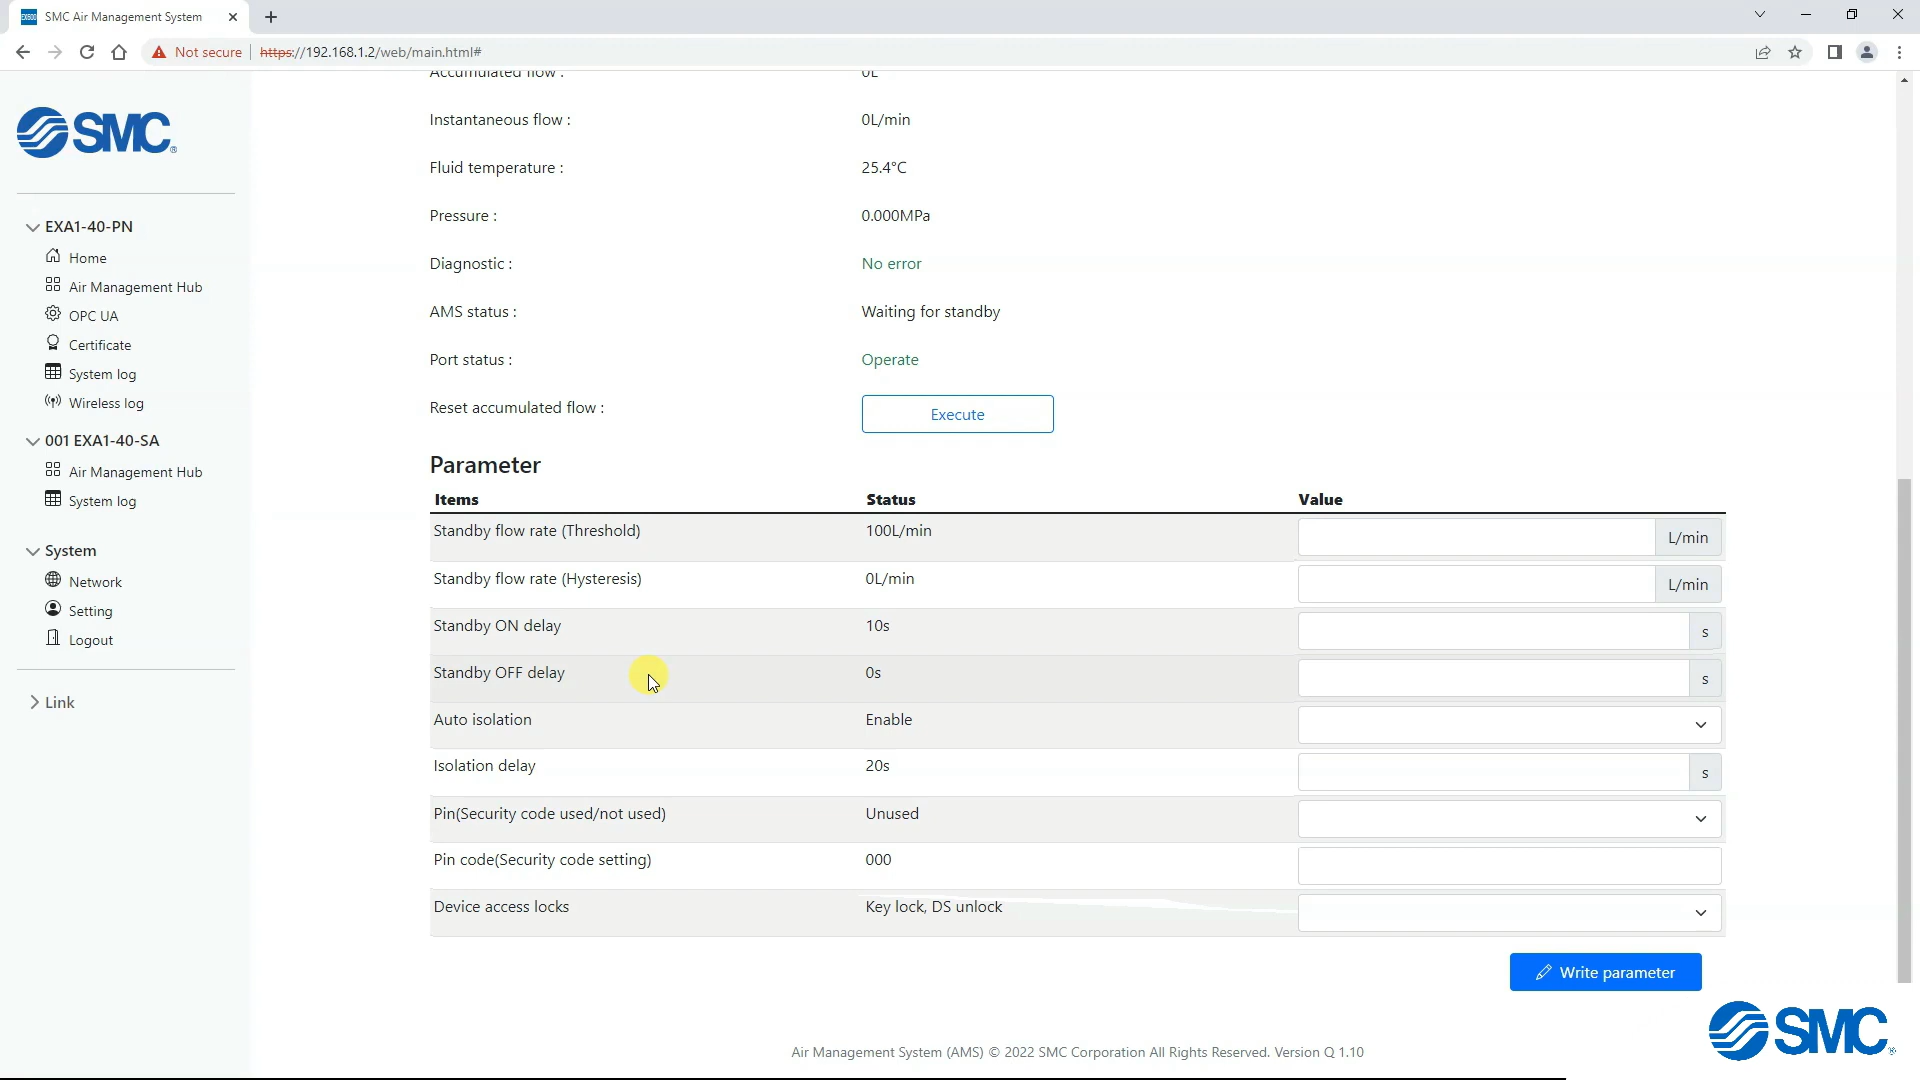 SMC Air Management System
Not secure
https://192.168.1.2/web/main.html#
SMC
EXA1-40-PN
Home
Air Management Hub
OPC UA
Certificate
System log
Wireless log
001 EXA1-40-SA
Air Management Hub
System log
System
Network
Setting
Logout
Link
Accumulated flow : 0L
Instantaneous flow : 0L/min
Fluid temperature : 25.4°C
Pressure : 0.000MPa
Diagnostic : No error
AMS status : Waiting for standby
Port status : Operate
Reset accumulated flow : Execute
Parameter
Items Status Value
Standby flow rate (Threshold) 100L/min L/min
Standby flow rate (Hysteresis) 0L/min L/min
Standby ON delay 10s s
Standby OFF delay 0s s
Auto isolation Enable
Isolation delay 20s s
Pin(Security code used/not used) Unused
Pin code(Security code setting) 000
Device access locks Key lock, DS unlock
Write parameter
SMC
Air Management System (AMS) © 2022 SMC Corporation All Rights Reserved. Version Q 1.10